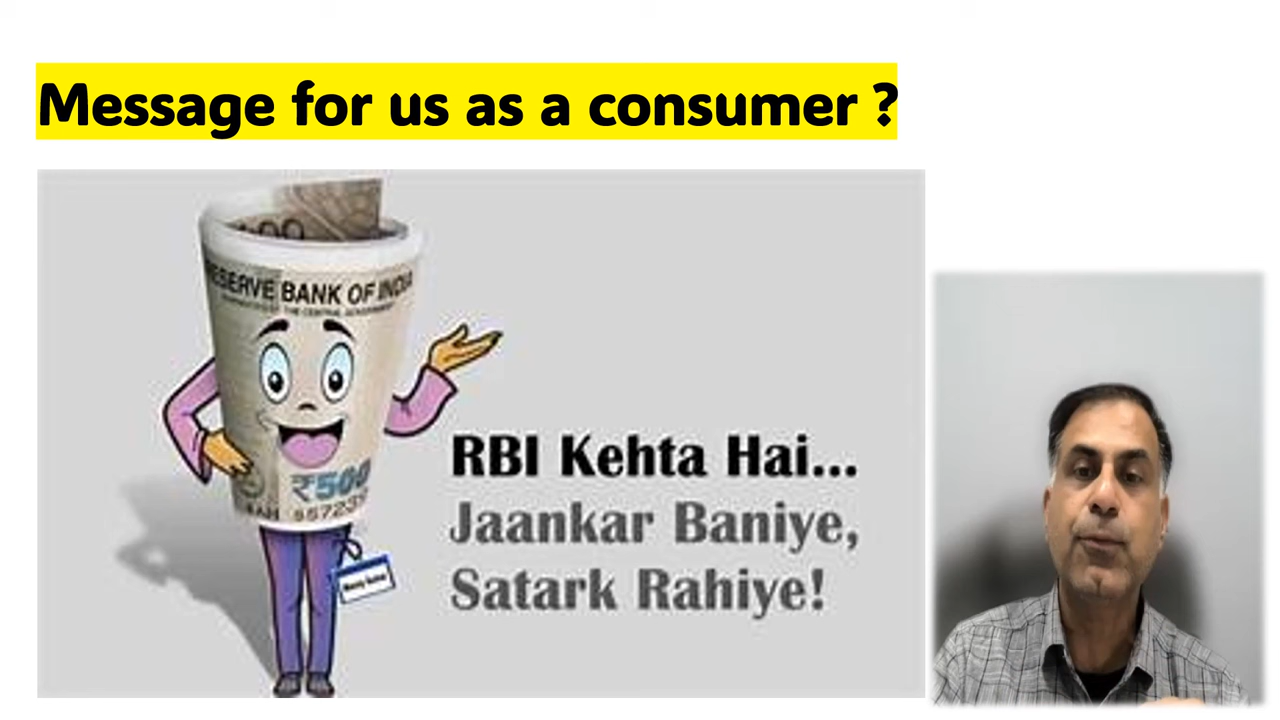 Message for us as a consumer ?
RESERVE BANK OF INDIA
₹500
RBI Kehta Hai...
Jaankar Baniye,
Satark Rahiye!